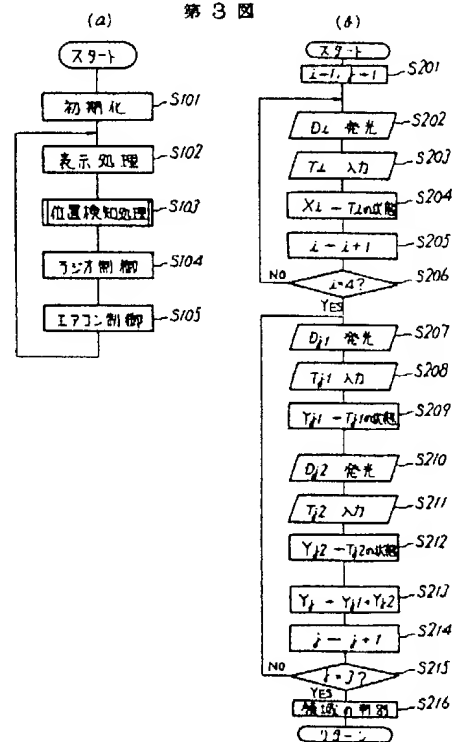 第 3 図
(a)
スタート
初期化 S101
表示処理 S102
位置検知処理 S103
ラジオ制御 S104
エアコン制御 S105
(b)
スタート
i←1, j←1 S201
Di 発光 S202
Ti 入力 S203
Xi ← Tiの状態 S204
i ← i+1 S205
i=4? S206
NO
YES
Dj1 発光 S207
Tj1 入力 S208
Yj1 ← Tj1の状態 S209
Dj2 発光 S210
Tj2 入力 S211
Yj2 ← Tj2の状態 S212
Yj ← Yj1+Yj2 S213
j ← j+1 S214
j=3? S215
NO
YES
領域の判別 S216
リターン